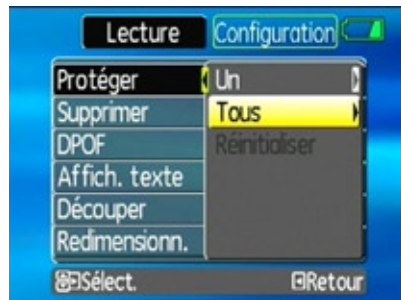 Lecture Configuration
Protéger Un
Supprimer Tous
DPOF Réinitialiser
Affich. texte
Découper
Redimensionn.
Sélect. Retour